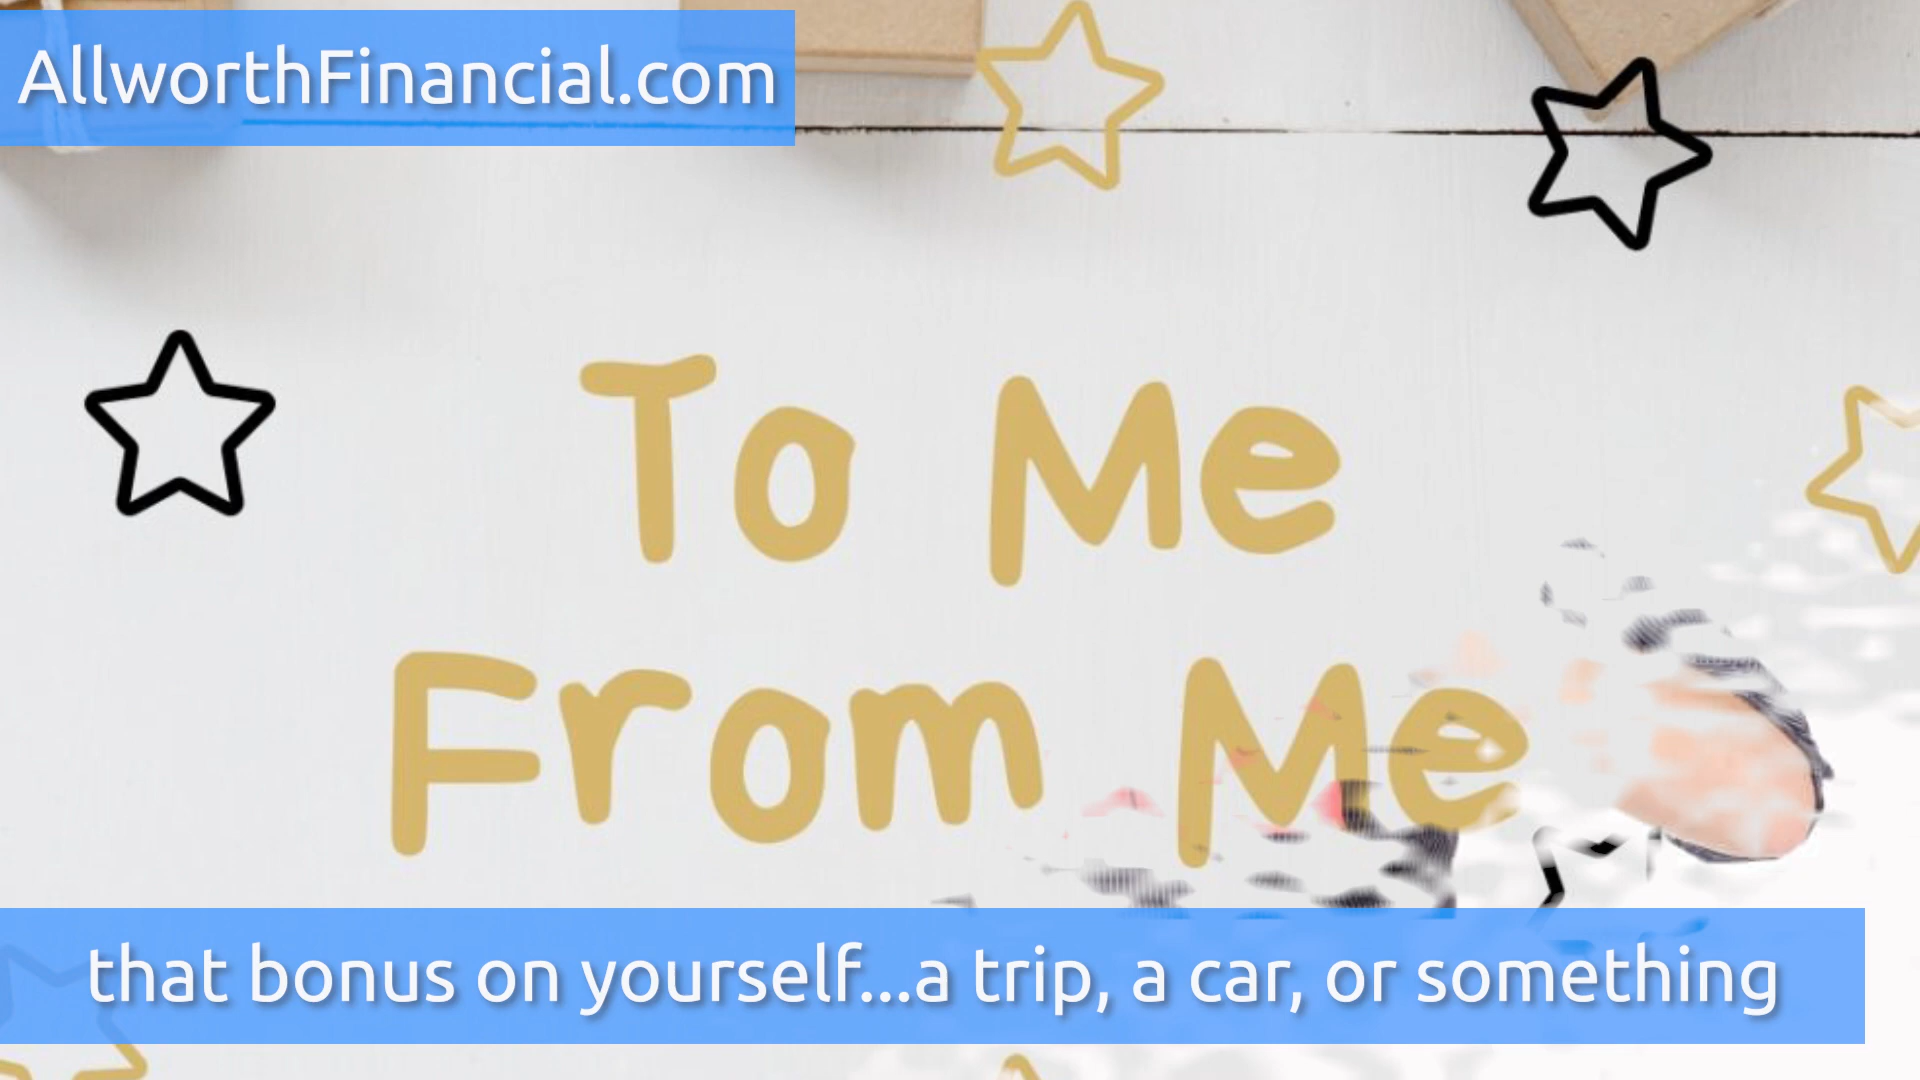 AllworthFinancial.com
To Me
From Me
that bonus on yourself...a trip, a car, or something